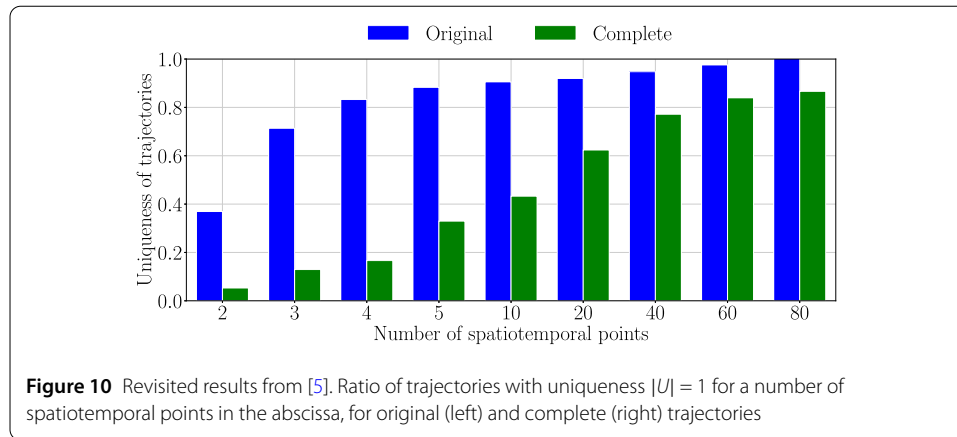 Original Complete
1.0
0.8
0.6
0.4
0.2
0.0
Uniqueness of trajectories
2 3 4 5 10 20 40 60 80
Number of spatiotemporal points
Figure 10 Revisited results from [5]. Ratio of trajectories with uniqueness |U| = 1 for a number of
spatiotemporal points in the abscissa, for original (left) and complete (right) trajectories